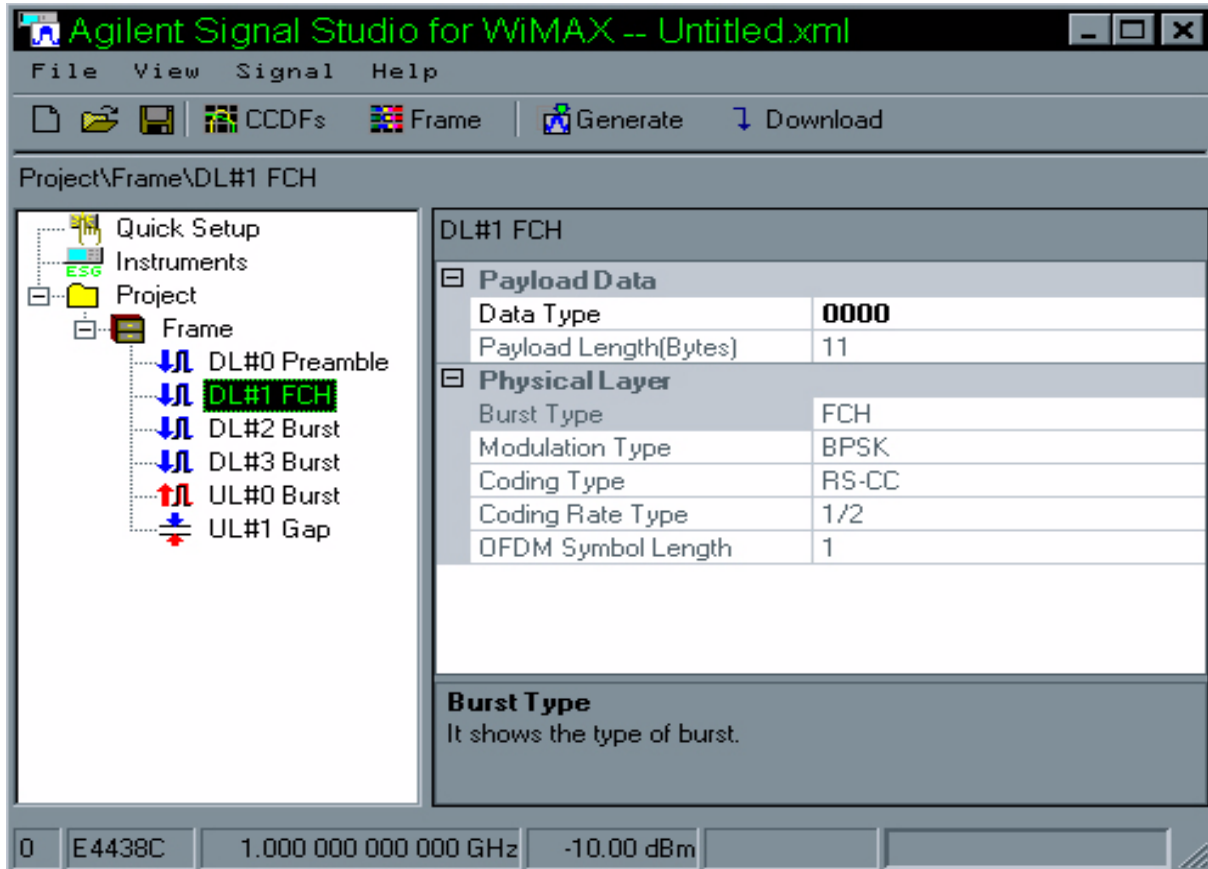 Agilent Signal Studio for WiMAX -- Untitled.xml
File View Signal Help
CCDFs Frame Generate Download
Project\Frame\DL#1 FCH
Quick Setup
ESG Instruments
Project
Frame
DL#0 Preamble
DL#1 FCH
DL#2 Burst
DL#3 Burst
UL#0 Burst
UL#1 Gap
DL#1 FCH
Payload Data
Data Type 0000
Payload Length(Bytes) 11
Physical Layer
Burst Type FCH
Modulation Type BPSK
Coding Type RS-CC
Coding Rate Type 1/2
OFDM Symbol Length 1
Burst Type
It shows the type of burst.
0 E4438C 1.000 000 000 000 GHz -10.00 dBm